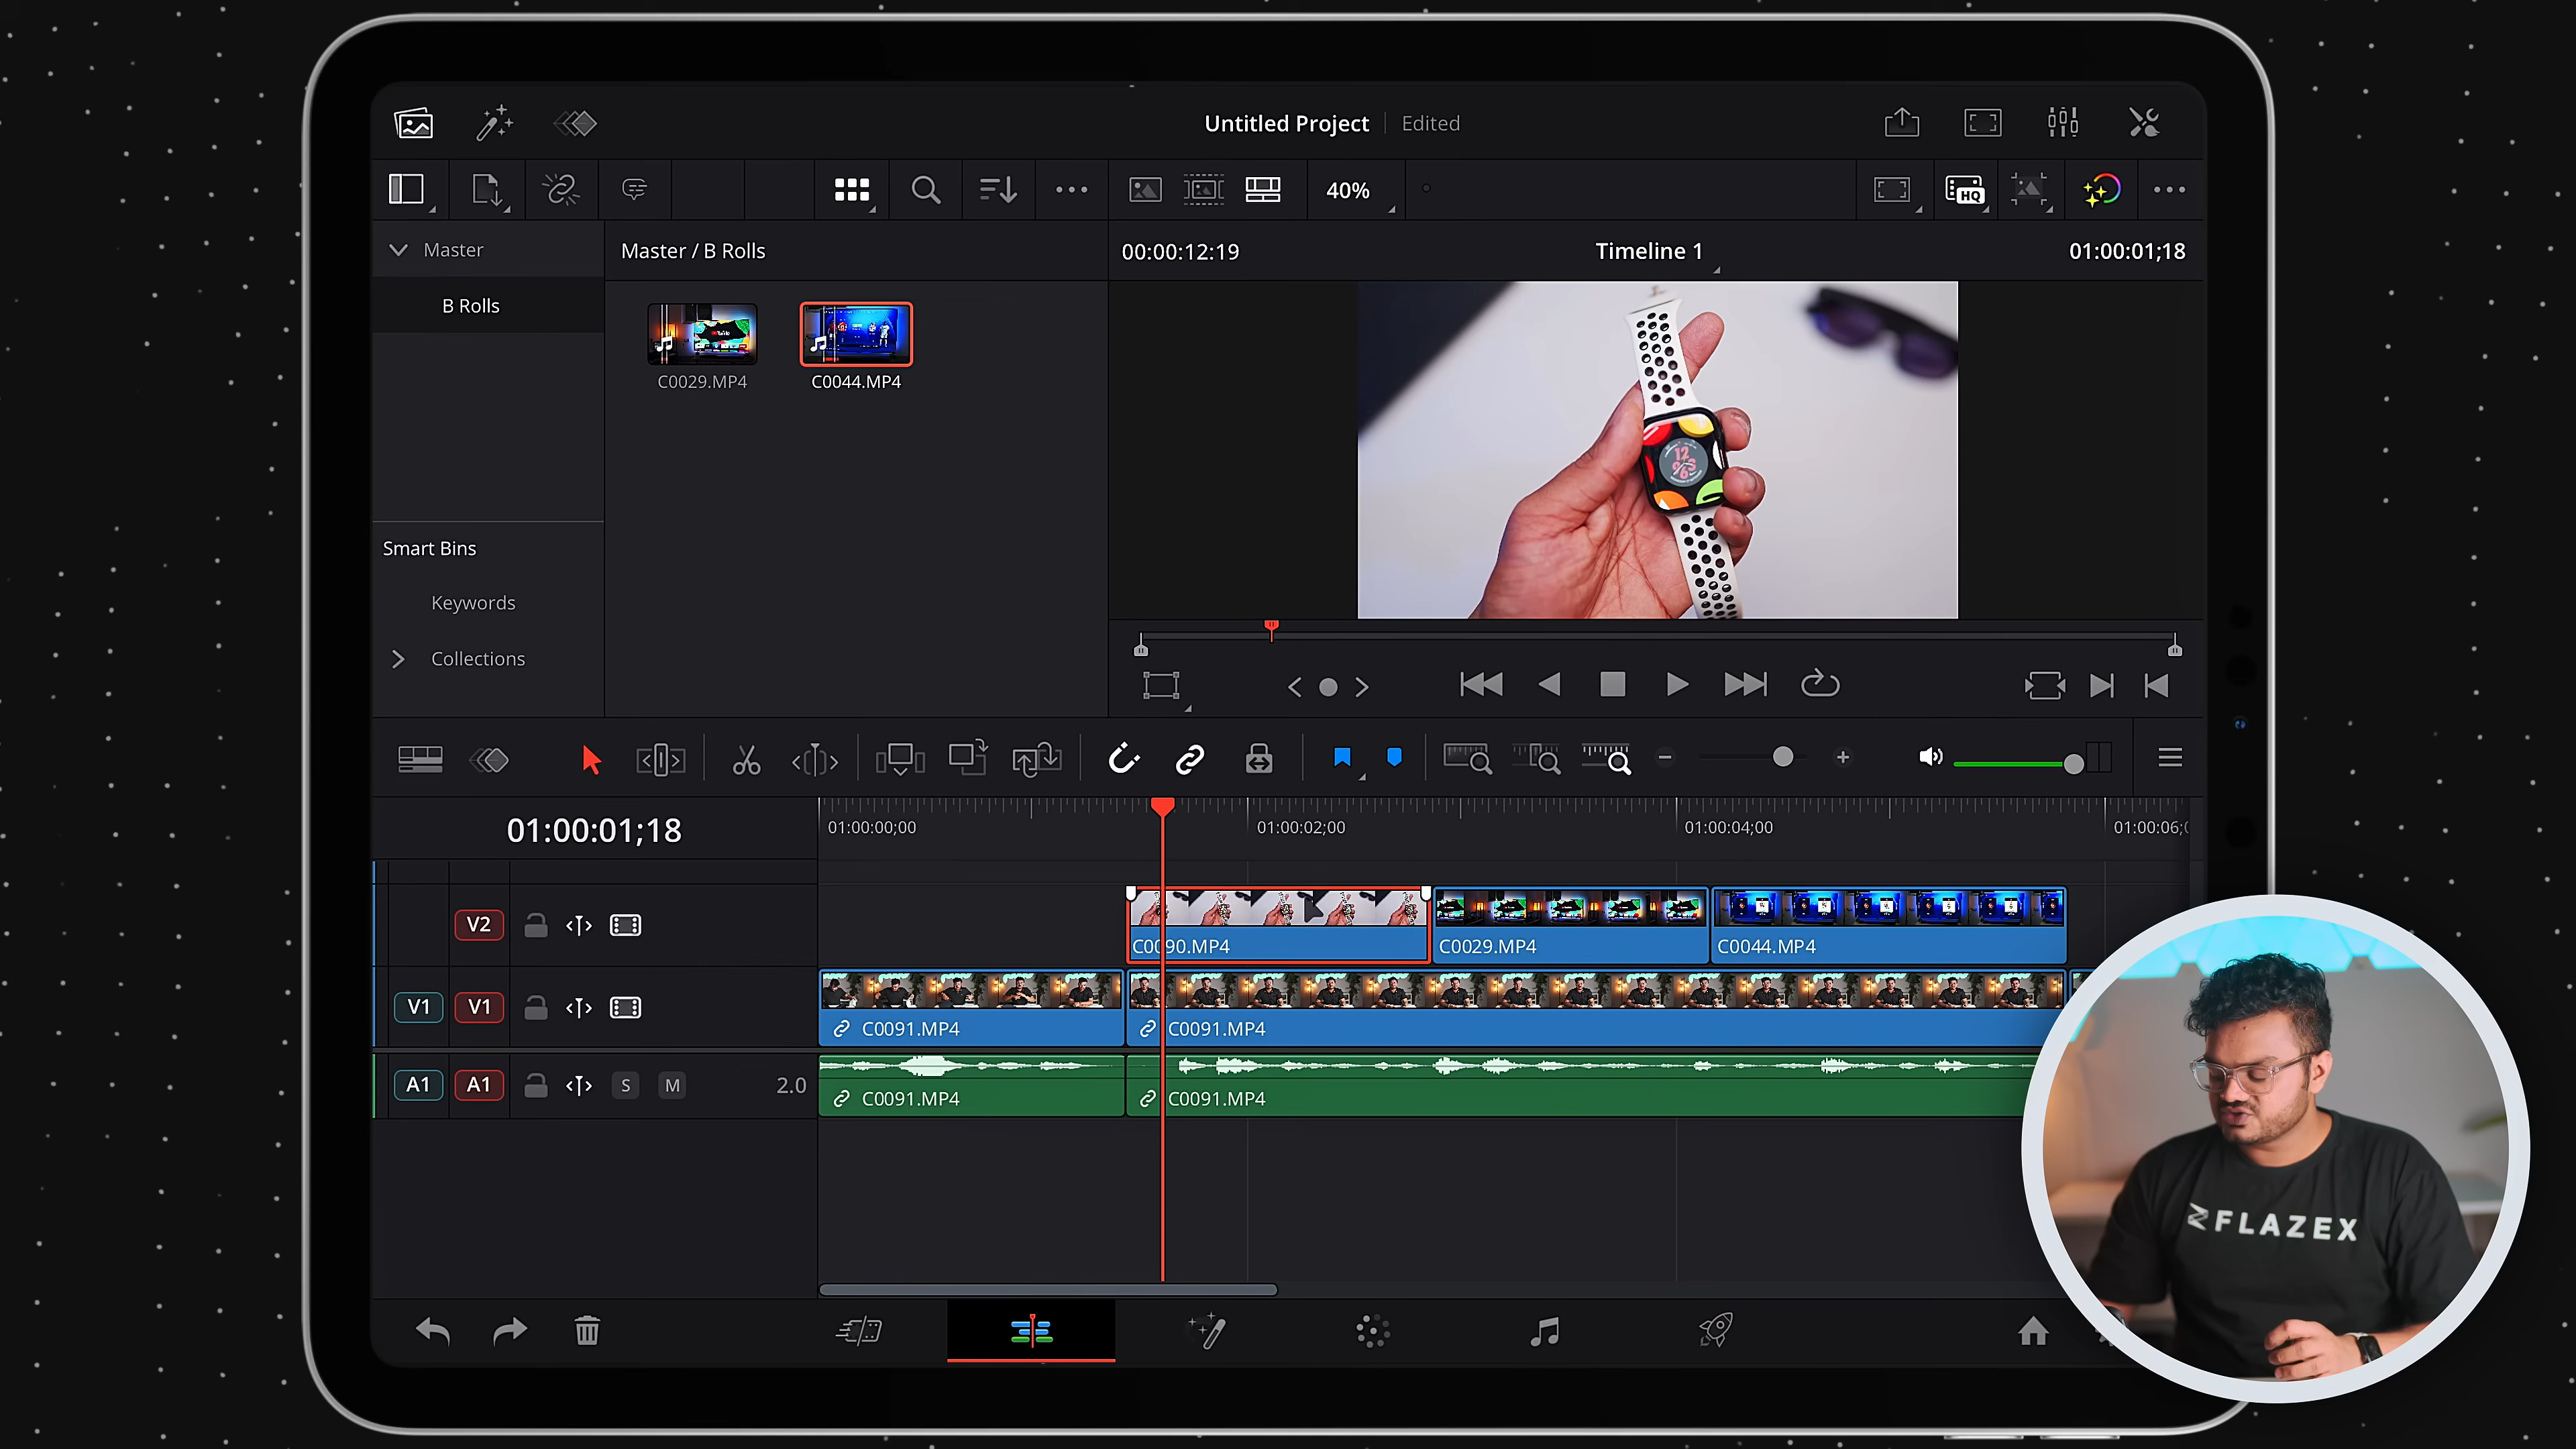 Untitled Project
Edited
HQ
40%
Master
Master / B Rolls
00:00:12:19
Timeline 1
01:00:01;18
B Rolls
C0029.MP4
C0044.MP4
Smart Bins
Keywords
Collections
01:00:01;18
01:00:00;00
01:00:02;00
01:00:04;00
V2
C0090.MP4
C0029.MP4
C0044.MP4
V1
V1
C0091.MP4
C0091.MP4
A1
A1
S
M
2.0
C0091.MP4
C0091.MP4
FLAZEX